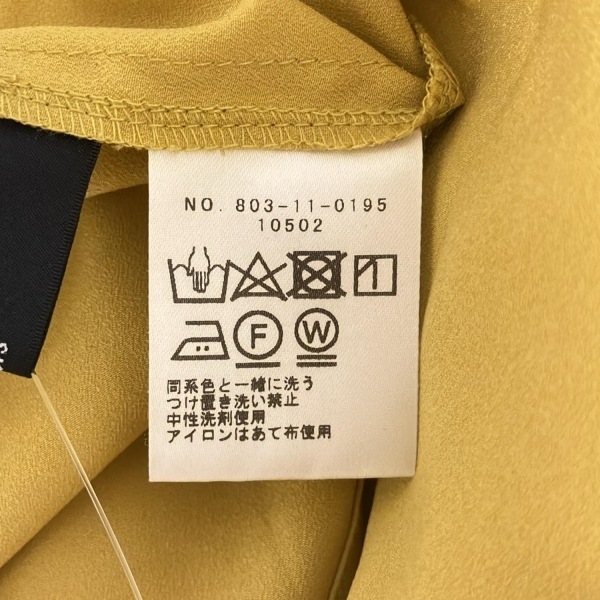 NO. 803-11-0195
10502
F W
同系色と一緒に洗う
つけ置き洗い禁止
中性洗剤使用
アイロンはあて布使用